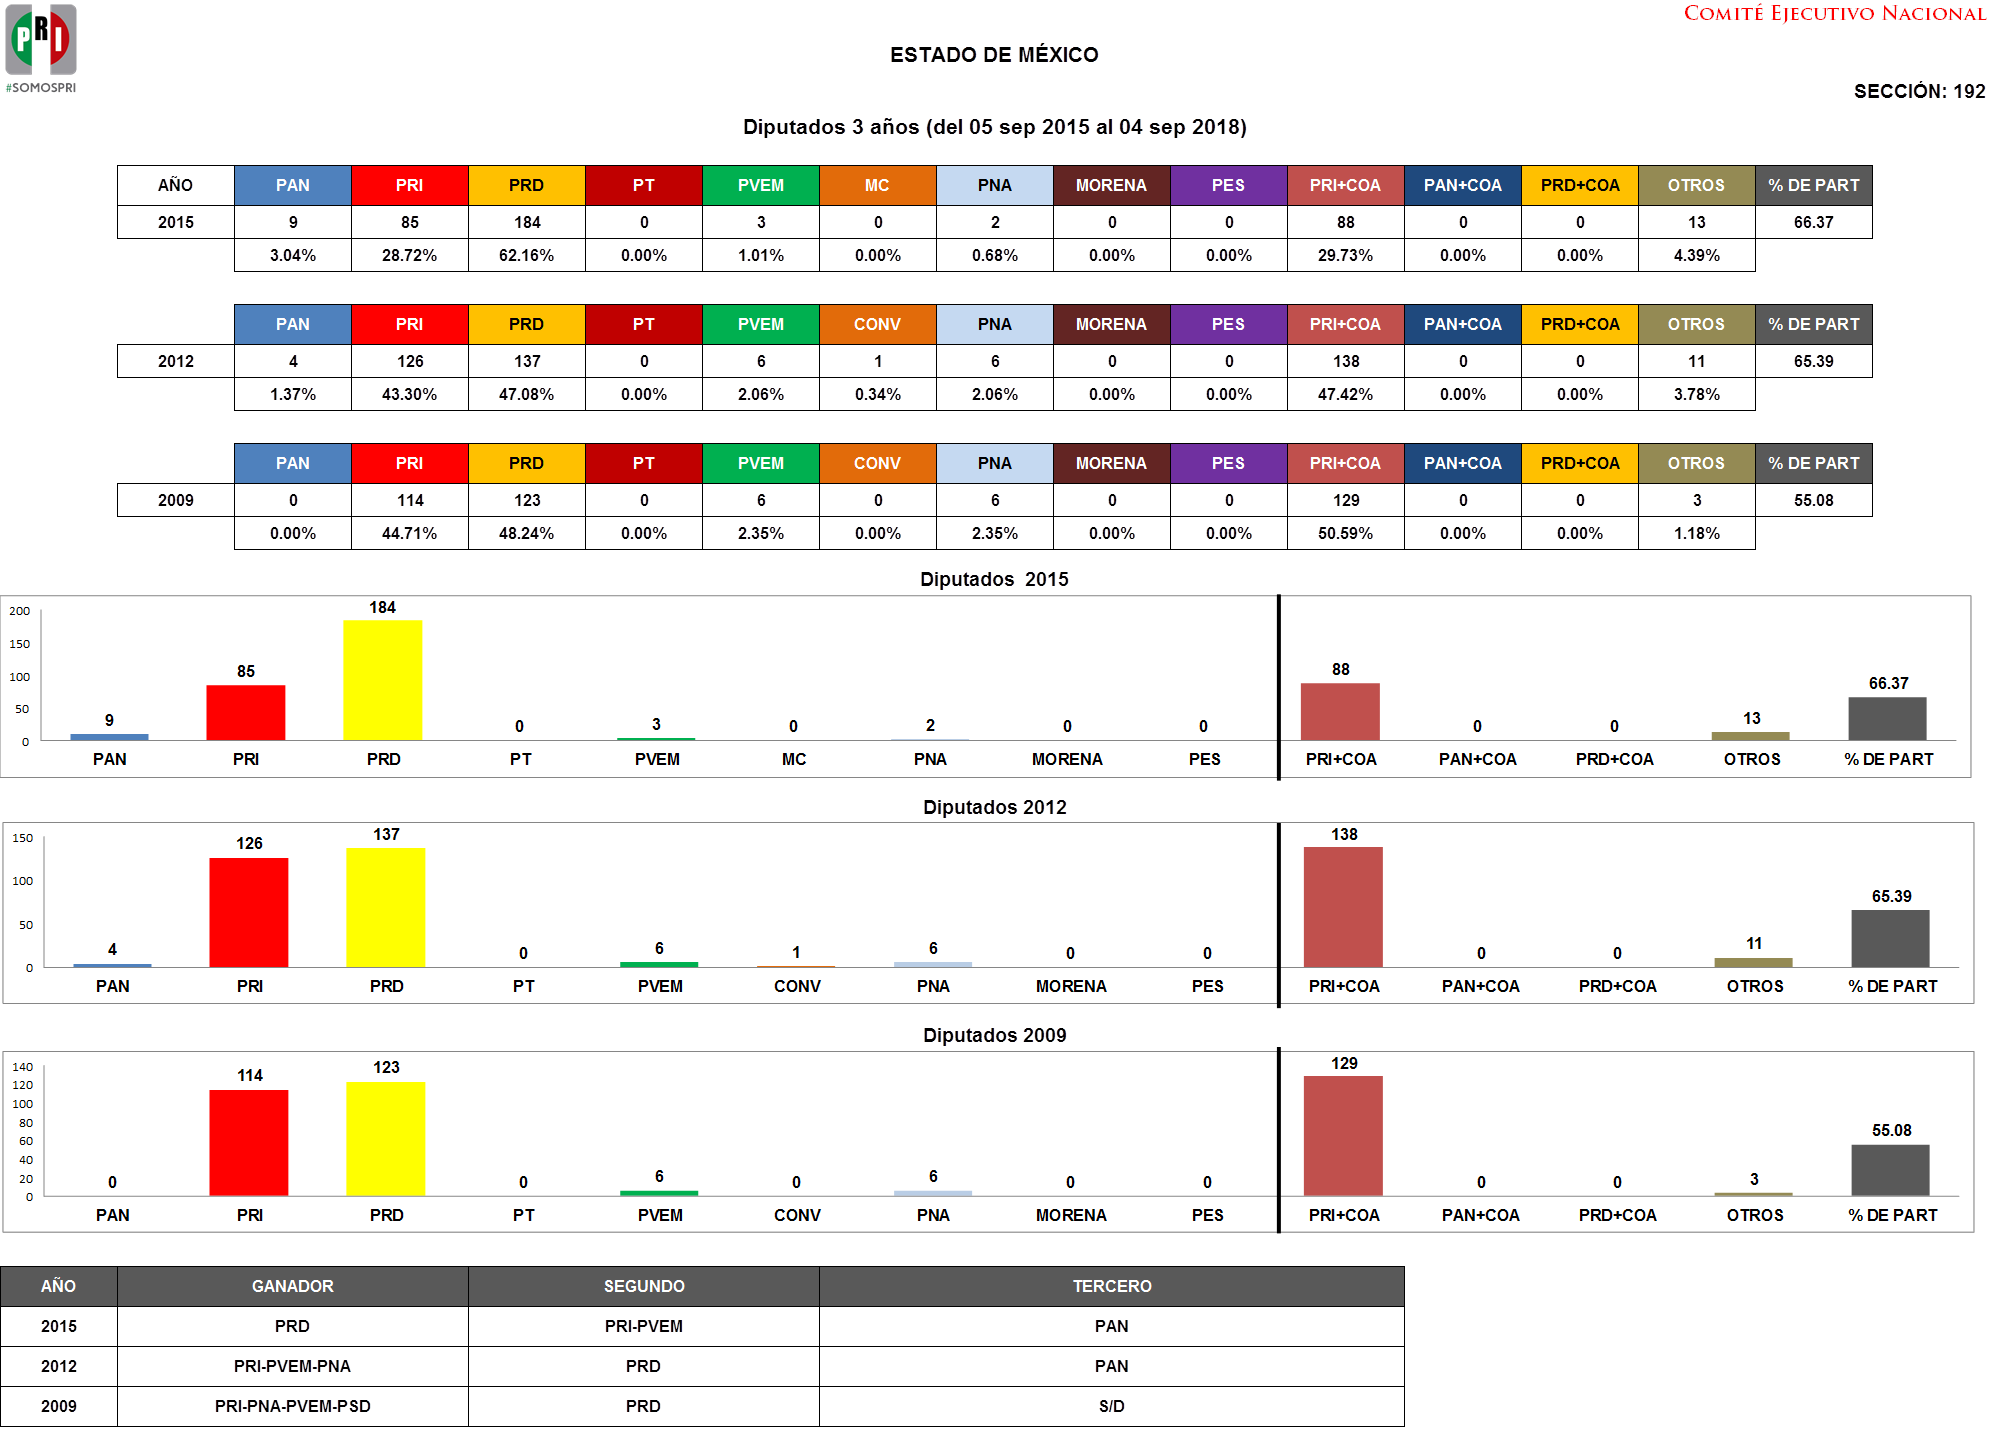 PRI
#SOMOSPRI
COMITÉ EJECUTIVO NACIONAL
ESTADO DE MÉXICO
SECCIÓN: 192
Diputados 3 años (del 05 sep 2015 al 04 sep 2018)
AÑO PAN PRI PRD PT PVEM MC PNA MORENA PES PRI+COA PAN+COA PRD+COA OTROS % DE PART
2015 9 85 184 0 3 0 2 0 0 88 0 0 13 66.37
3.04% 28.72% 62.16% 0.00% 1.01% 0.00% 0.68% 0.00% 0.00% 29.73% 0.00% 0.00% 4.39%
PAN PRI PRD PT PVEM CONV PNA MORENA PES PRI+COA PAN+COA PRD+COA OTROS % DE PART
2012 4 126 137 0 6 1 6 0 0 138 0 0 11 65.39
1.37% 43.30% 47.08% 0.00% 2.06% 0.34% 2.06% 0.00% 0.00% 47.42% 0.00% 0.00% 3.78%
PAN PRI PRD PT PVEM CONV PNA MORENA PES PRI+COA PAN+COA PRD+COA OTROS % DE PART
2009 0 114 123 0 6 0 6 0 0 129 0 0 3 55.08
0.00% 44.71% 48.24% 0.00% 2.35% 0.00% 2.35% 0.00% 0.00% 50.59% 0.00% 0.00% 1.18%
Diputados 2015
200
150
100
50
0
9 85 184 0 3 0 2 0 0 88 0 0 13 66.37
PAN PRI PRD PT PVEM MC PNA MORENA PES PRI+COA PAN+COA PRD+COA OTROS % DE PART
Diputados 2012
150
100
50
0
4 126 137 0 6 1 6 0 0 138 0 0 11 65.39
PAN PRI PRD PT PVEM CONV PNA MORENA PES PRI+COA PAN+COA PRD+COA OTROS % DE PART
Diputados 2009
140
120
100
80
60
40
20
0
0 114 123 0 6 0 6 0 0 129 0 0 3 55.08
PAN PRI PRD PT PVEM CONV PNA MORENA PES PRI+COA PAN+COA PRD+COA OTROS % DE PART
AÑO GANADOR SEGUNDO TERCERO
2015 PRD PRI-PVEM PAN
2012 PRI-PVEM-PNA PRD PAN
2009 PRI-PNA-PVEM-PSD PRD S/D